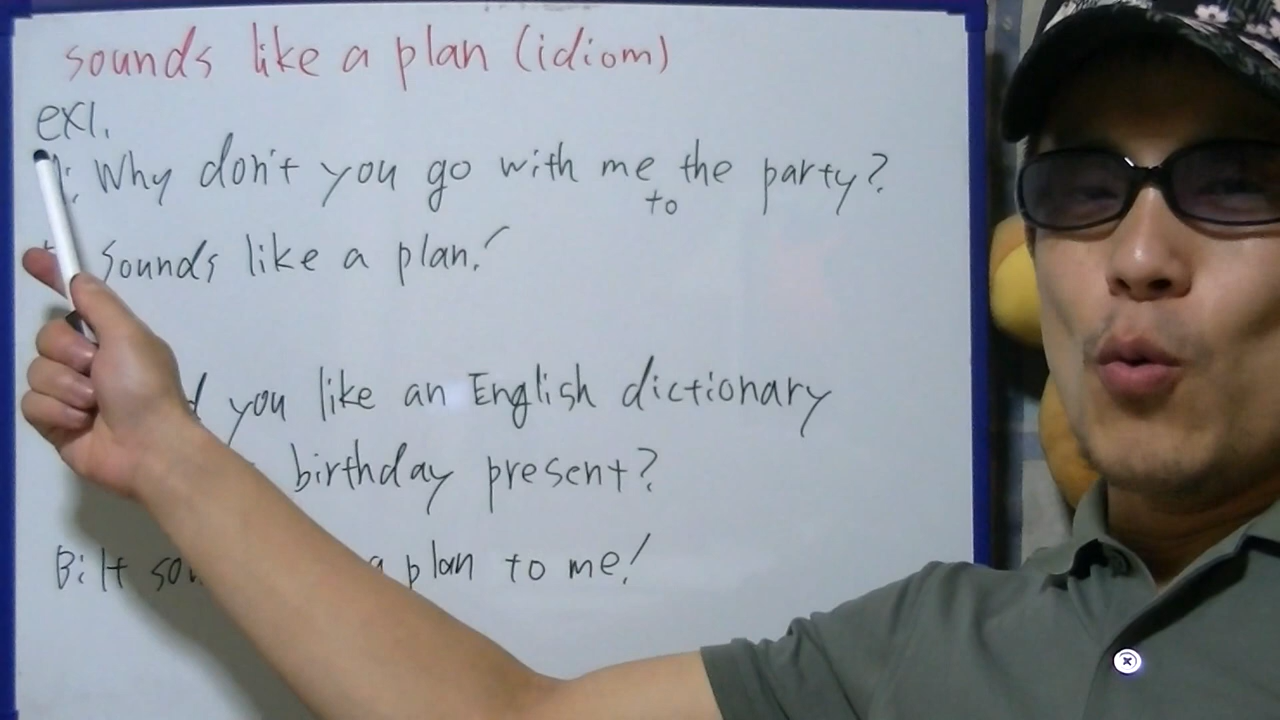 sounds like a plan (idiom)
ex1.
: Why don't you go with me the party?
to
Sounds like a plan!
you like an English dictionary
birthday present?
B: It a plan to me!